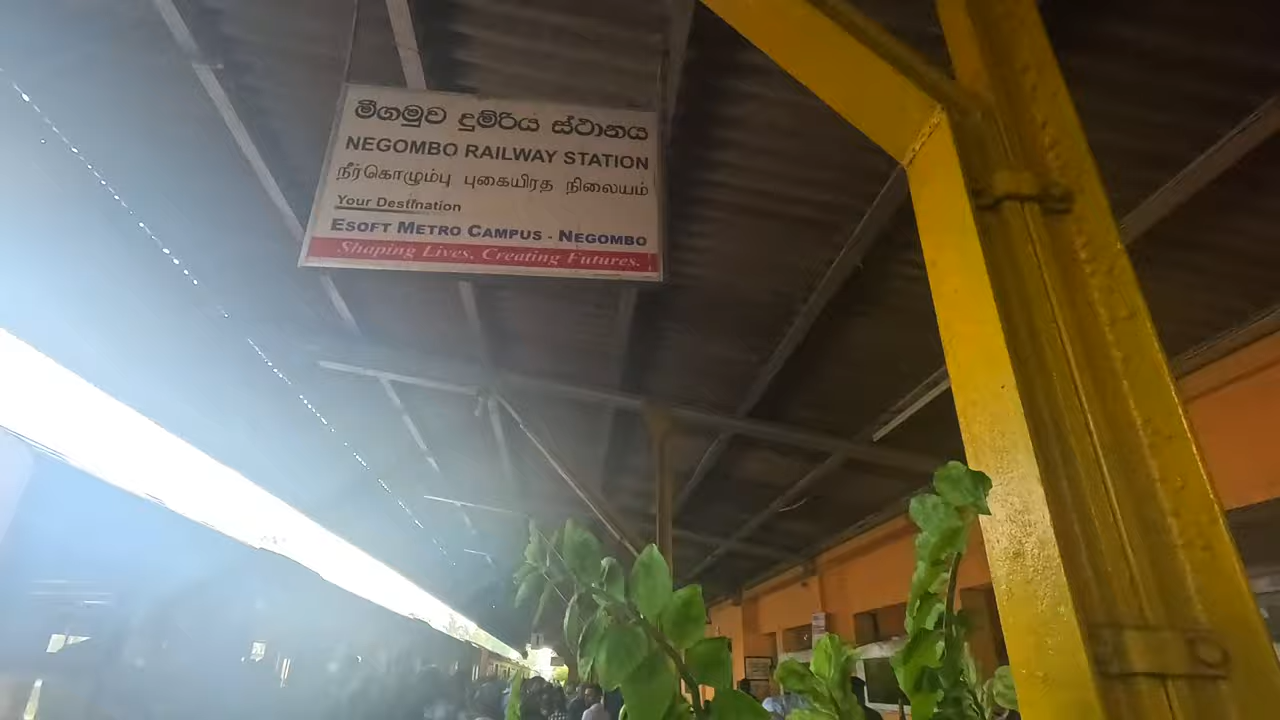 මීගමුව දුම්රිය ස්ථානය
NEGOMBO RAILWAY STATION
நீர்கொழும்பு புகையிரத நிலையம்
Your Destination
ESOFT METRO CAMPUS - NEGOMBO
Shaping Lives, Creating Futures.